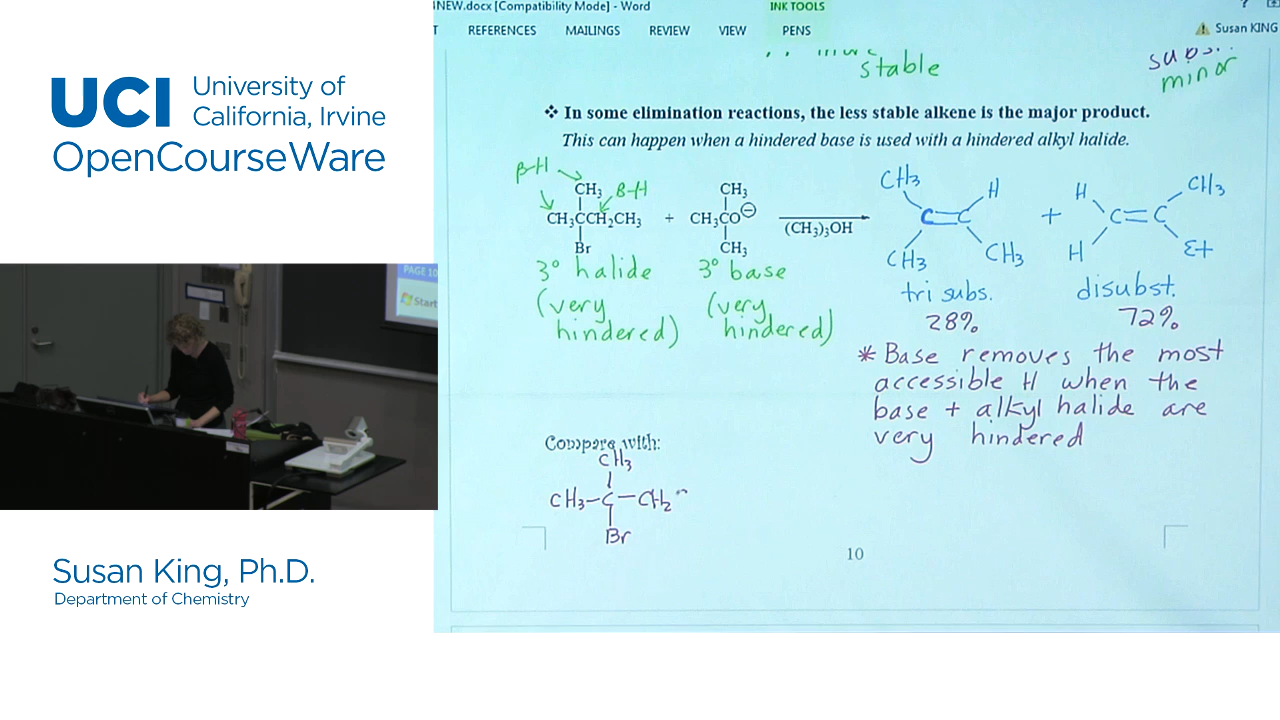 UCI University of
California, Irvine
OpenCourseWare
NEW.docx [Compatibility Mode] - Word
INK TOOLS
REFERENCES MAILINGS REVIEW VIEW PENS
Susan KING
stable
subs.
minor
❖ In some elimination reactions, the less stable alkene is the major product.
This can happen when a hindered base is used with a hindered alkyl halide.
β-H
CH₃ β-H
CH₃CCH₂CH₃
Br
+
CH₃
CH₃CO⊖
CH₃
(CH₃)₃OH
CH₃ H
C=C
CH₃ CH₃
+
H CH₃
C=C
H Et
3° halide
(very
hindered)
3° base
(very
hindered)
tri subs.
28%
disubst.
72%
* Base removes the most
accessible H when the
base + alkyl halide are
very hindered
Compare with:
CH₃
CH₃-C-CH₂
Br
10
PAGE 10
Start
Susan King, Ph.D.
Department of Chemistry